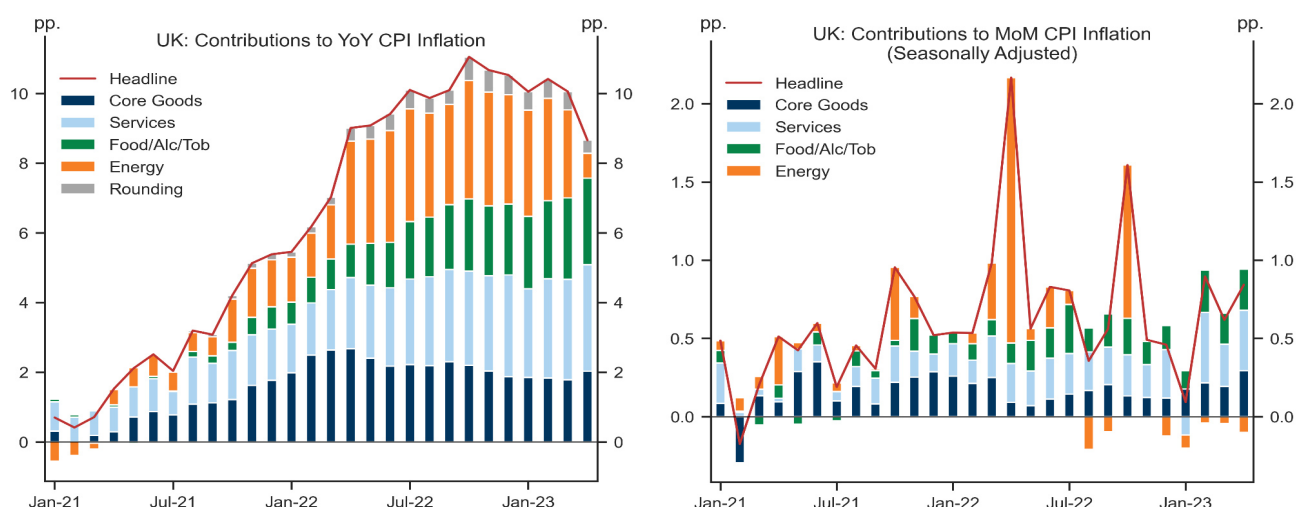 pp.
pp.
UK: Contributions to YoY CPI Inflation
Headline
Core Goods
Services
Food/Alc/Tob
Energy
Rounding
10
8
6
4
2
0
10
8
6
4
2
0
Jan-21
Jul-21
Jan-22
Jul-22
Jan-23
pp.
pp.
UK: Contributions to MoM CPI Inflation
(Seasonally Adjusted)
Headline
Core Goods
Services
Food/Alc/Tob
Energy
2.0
1.5
1.0
0.5
0.0
2.0
1.5
1.0
0.5
0.0
Jan-21
Jul-21
Jan-22
Jul-22
Jan-23